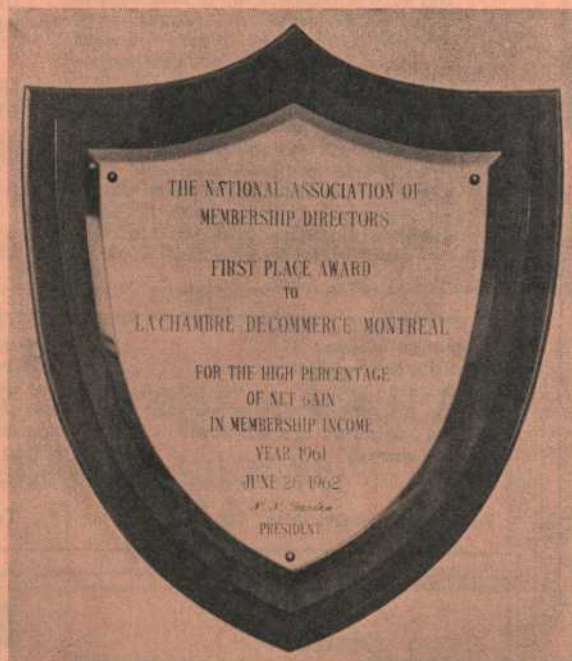 THE NATIONAL ASSOCIATION OF
MEMBERSHIP DIRECTORS
FIRST PLACE AWARD
TO
LA CHAMBRE DE COMMERCE MONTREAL
FOR THE HIGH PERCENTAGE
OF NET GAIN
IN MEMBERSHIP INCOME
YEAR 1961
JUNE 26 1962
PRESIDENT